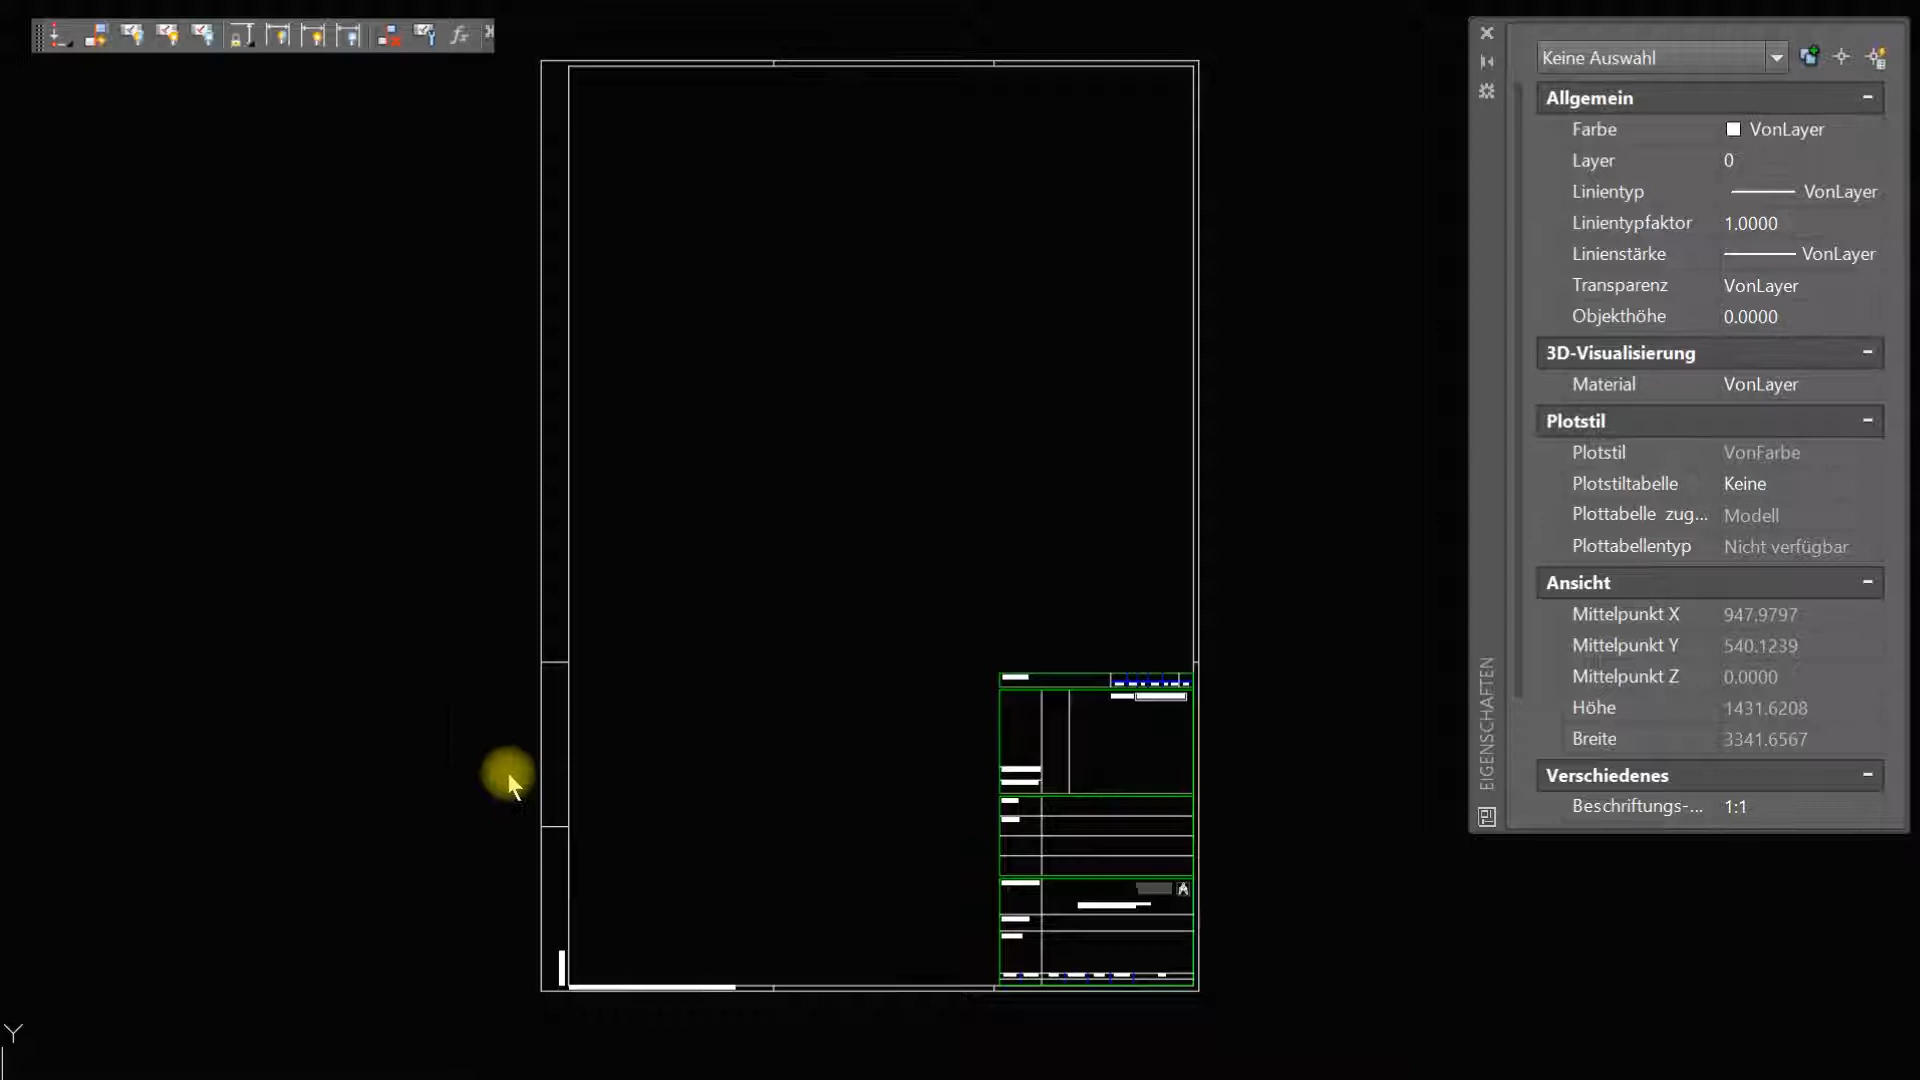 Keine Auswahl
Allgemein
Farbe VonLayer
Layer 0
Linientyp VonLayer
Linientypfaktor 1.0000
Linienstärke VonLayer
Transparenz VonLayer
Objekthöhe 0.0000
3D-Visualisierung
Material VonLayer
Plotstil
Plotstil VonFarbe
Plotstiltabelle Keine
Plottabelle zug... Modell
Plottabellentyp Nicht verfügbar
Ansicht
Mittelpunkt X 947.9797
Mittelpunkt Y 540.1239
Mittelpunkt Z 0.0000
Höhe 1431.6208
Breite 3341.6567
Verschiedenes
Beschriftungs-... 1:1
EIGENSCHAFTEN
Y